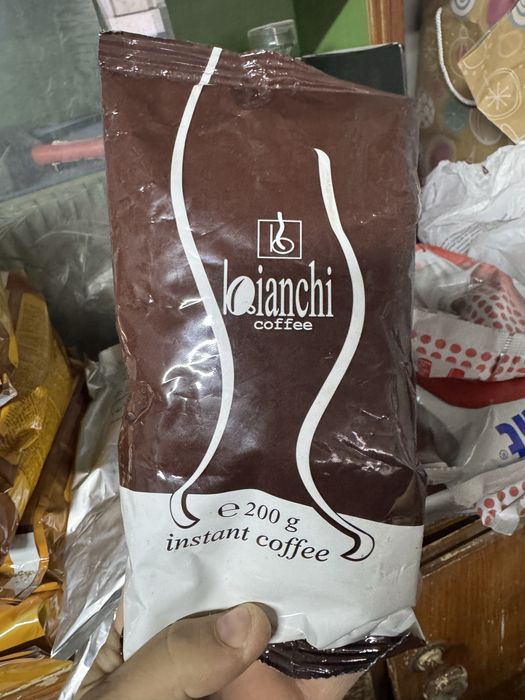 b
bianchi
coffee
℮ 200 g
instant coffee